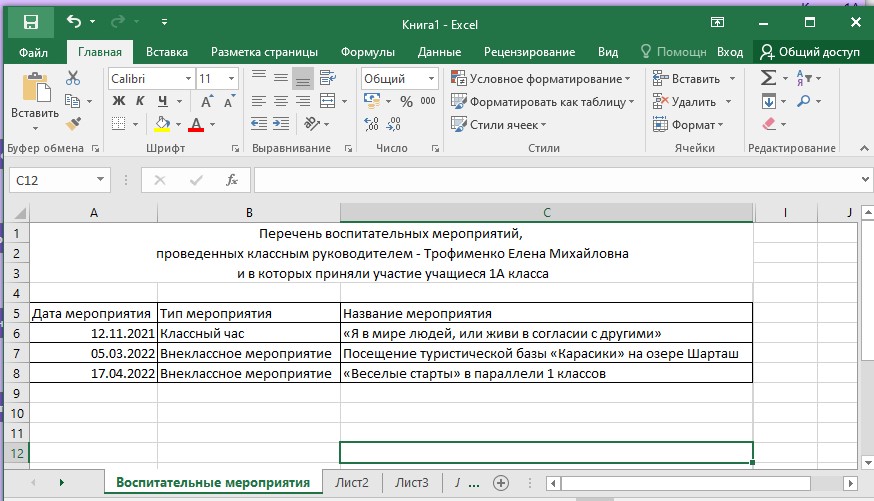 Книга1 - Excel
Файл Главная Вставка Разметка страницы Формулы Данные Рецензирование Вид Помощн Вход Общий доступ
Вставить
Calibri 11
Ж К Ч
Общий
% 000
Условное форматирование
Форматировать как таблицу
Стили ячеек
Вставить
Удалить
Формат
Буфер обмена Шрифт Выравнивание Число Стили Ячейки Редактирование
C12 fx
A B C I J
1 Перечень воспитательных мероприятий,
2 проведенных классным руководителем - Трофименко Елена Михайловна
3 и в которых приняли участие учащиеся 1А класса
4
5 Дата мероприятия Тип мероприятия Название мероприятия
6 12.11.2021 Классный час «Я в мире людей, или живи в согласии с другими»
7 05.03.2022 Внеклассное мероприятие Посещение туристической базы «Карасики» на озере Шарташ
8 17.04.2022 Внеклассное мероприятие «Веселые старты» в параллели 1 классов
9
10
11
12
Воспитательные мероприятия Лист2 Лист3 ...